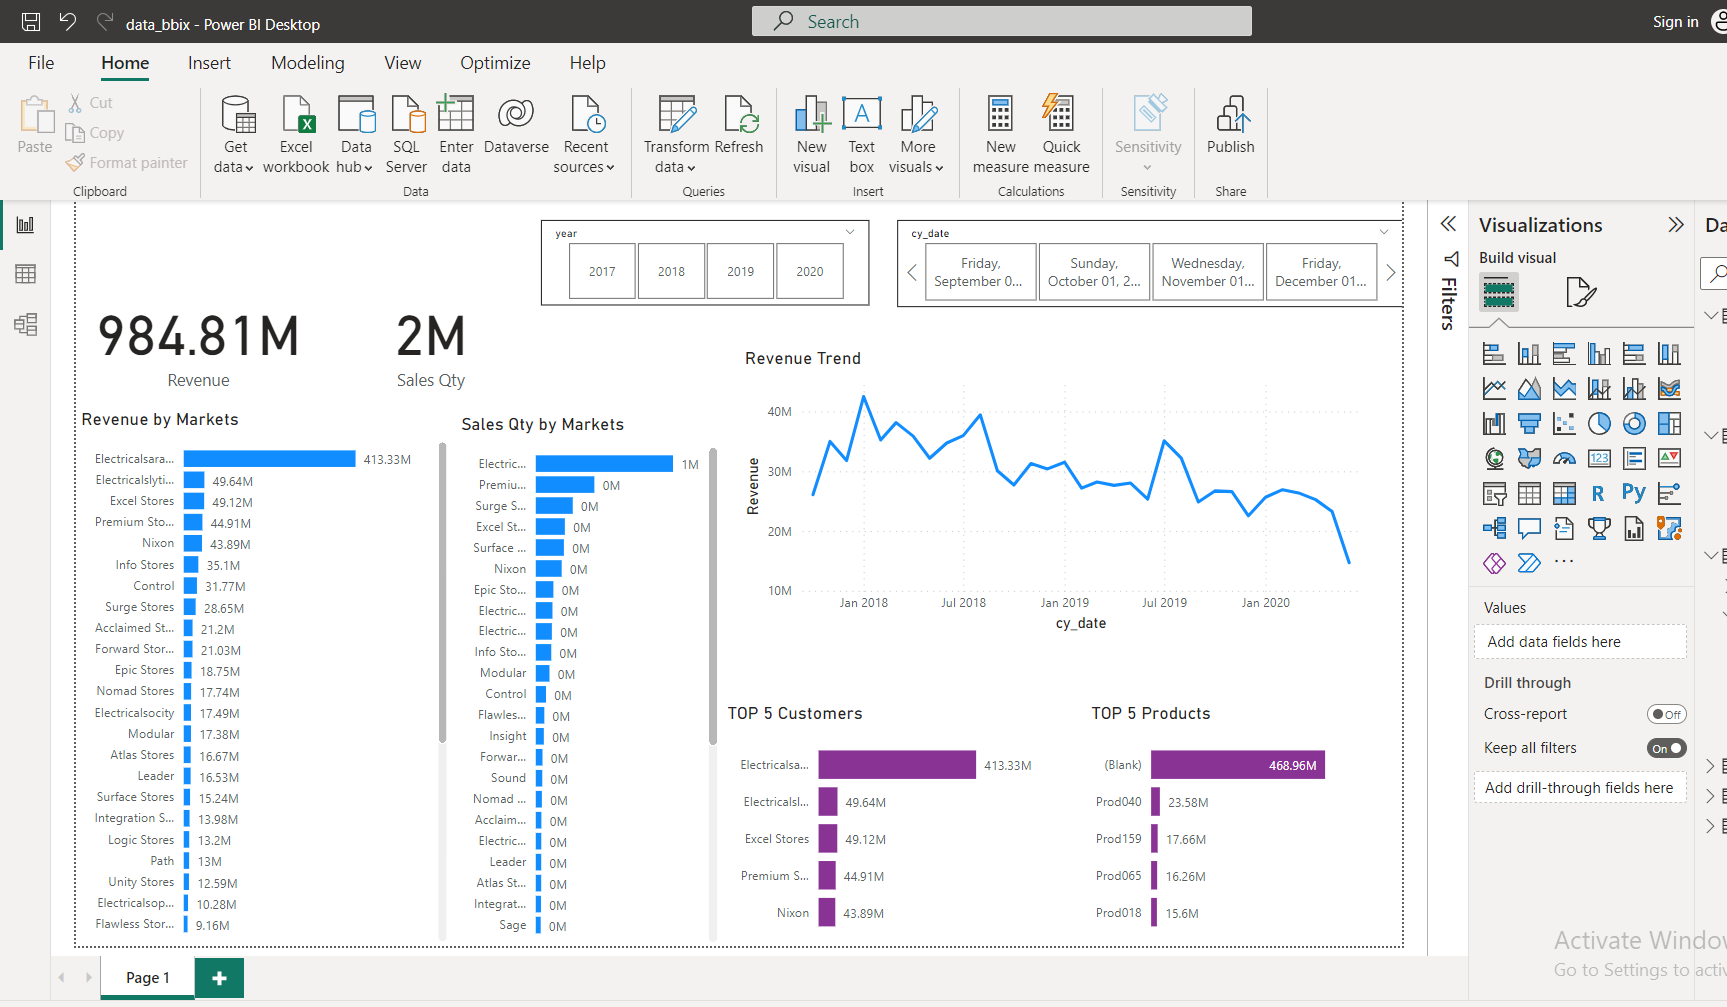 data_bbix - Power BI Desktop
Search
Sign in
File Home Insert Modeling View Optimize Help
Paste
Cut
Copy
Format painter
Clipboard
Get data
Excel workbook
Data hub
SQL Server
Enter data
Dataverse
Recent sources
Data
Transform data
Refresh
Queries
New visual
Text box
More visuals
Insert
New measure
Quick measure
Calculations
Sensitivity
Sensitivity
Publish
Share
year
2017 2018 2019 2020
cy_date
Friday, September 0...
Sunday, October 01, 2...
Wednesday, November 01...
Friday, December 01...
984.81M
Revenue
2M
Sales Qty
Revenue by Markets
Electricalsara... 413.33M
Electricalslyti... 49.64M
Excel Stores 49.12M
Premium Sto... 44.91M
Nixon 43.89M
Info Stores 35.1M
Control 31.77M
Surge Stores 28.65M
Acclaimed St... 21.2M
Forward Stor... 21.03M
Epic Stores 18.75M
Nomad Stores 17.74M
Electricalsocity 17.49M
Modular 17.38M
Atlas Stores 16.67M
Leader 16.53M
Surface Stores 15.24M
Integration S... 13.98M
Logic Stores 13.2M
Path 13M
Unity Stores 12.59M
Electricalsop... 10.28M
Flawless Stor... 9.16M
Sales Qty by Markets
Electric... 1M
Premiu... 0M
Surge S... 0M
Excel St... 0M
Surface ... 0M
Nixon 0M
Epic Sto... 0M
Electric... 0M
Electric... 0M
Info Sto... 0M
Modular 0M
Control 0M
Flawles... 0M
Insight 0M
Forwar... 0M
Sound 0M
Nomad ... 0M
Acclaim... 0M
Electric... 0M
Leader 0M
Atlas St... 0M
Integrat... 0M
Sage 0M
Revenue Trend
Revenue
40M
30M
20M
10M
Jan 2018 Jul 2018 Jan 2019 Jul 2019 Jan 2020
cy_date
TOP 5 Customers
Electricalsa... 413.33M
Electricalsl... 49.64M
Excel Stores 49.12M
Premium S... 44.91M
Nixon 43.89M
TOP 5 Products
(Blank) 468.96M
Prod040 23.58M
Prod159 17.66M
Prod065 16.26M
Prod018 15.6M
Filters
Visualizations
Build visual
123
R
Py
...
Values
Add data fields here
Drill through
Cross-report Off
Keep all filters On
Add drill-through fields here
Da
Activate Window
Go to Settings to activ
Page 1